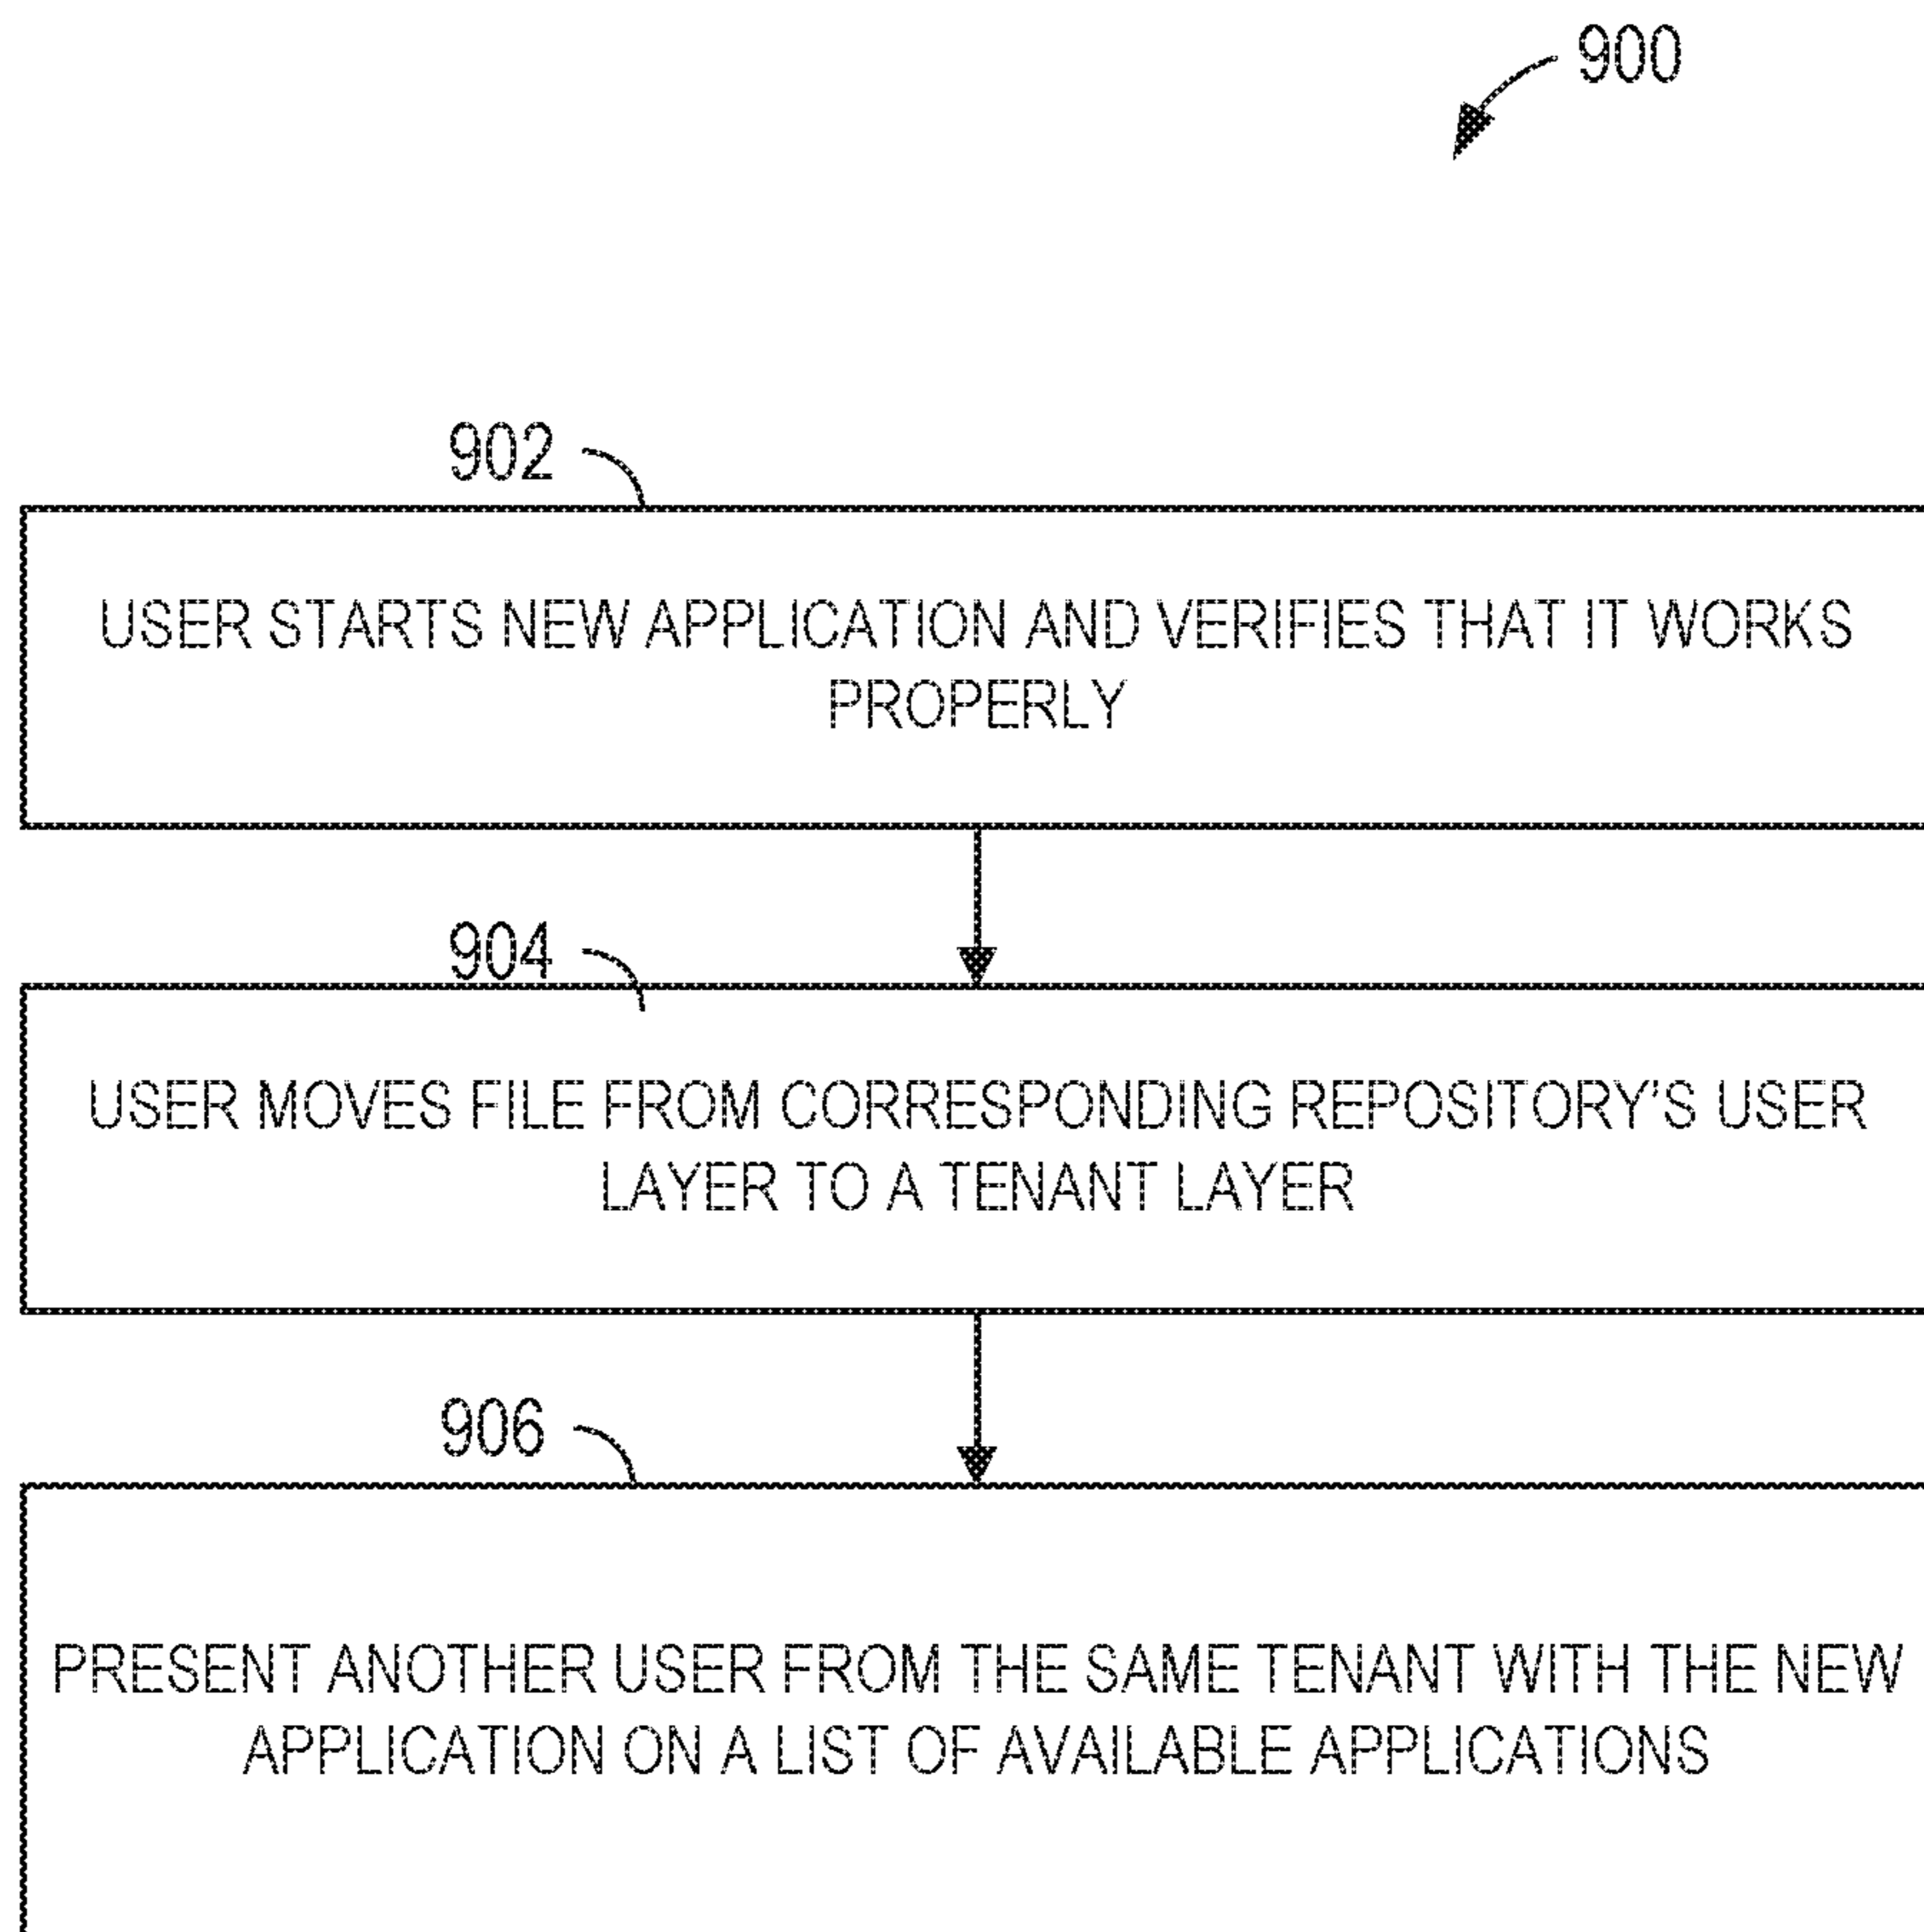 900
902
USER STARTS NEW APPLICATION AND VERIFIES THAT IT WORKS
PROPERLY
904
USER MOVES FILE FROM CORRESPONDING REPOSITORY'S USER
LAYER TO A TENANT LAYER
906
PRESENT ANOTHER USER FROM THE SAME TENANT WITH THE NEW
APPLICATION ON A LIST OF AVAILABLE APPLICATIONS